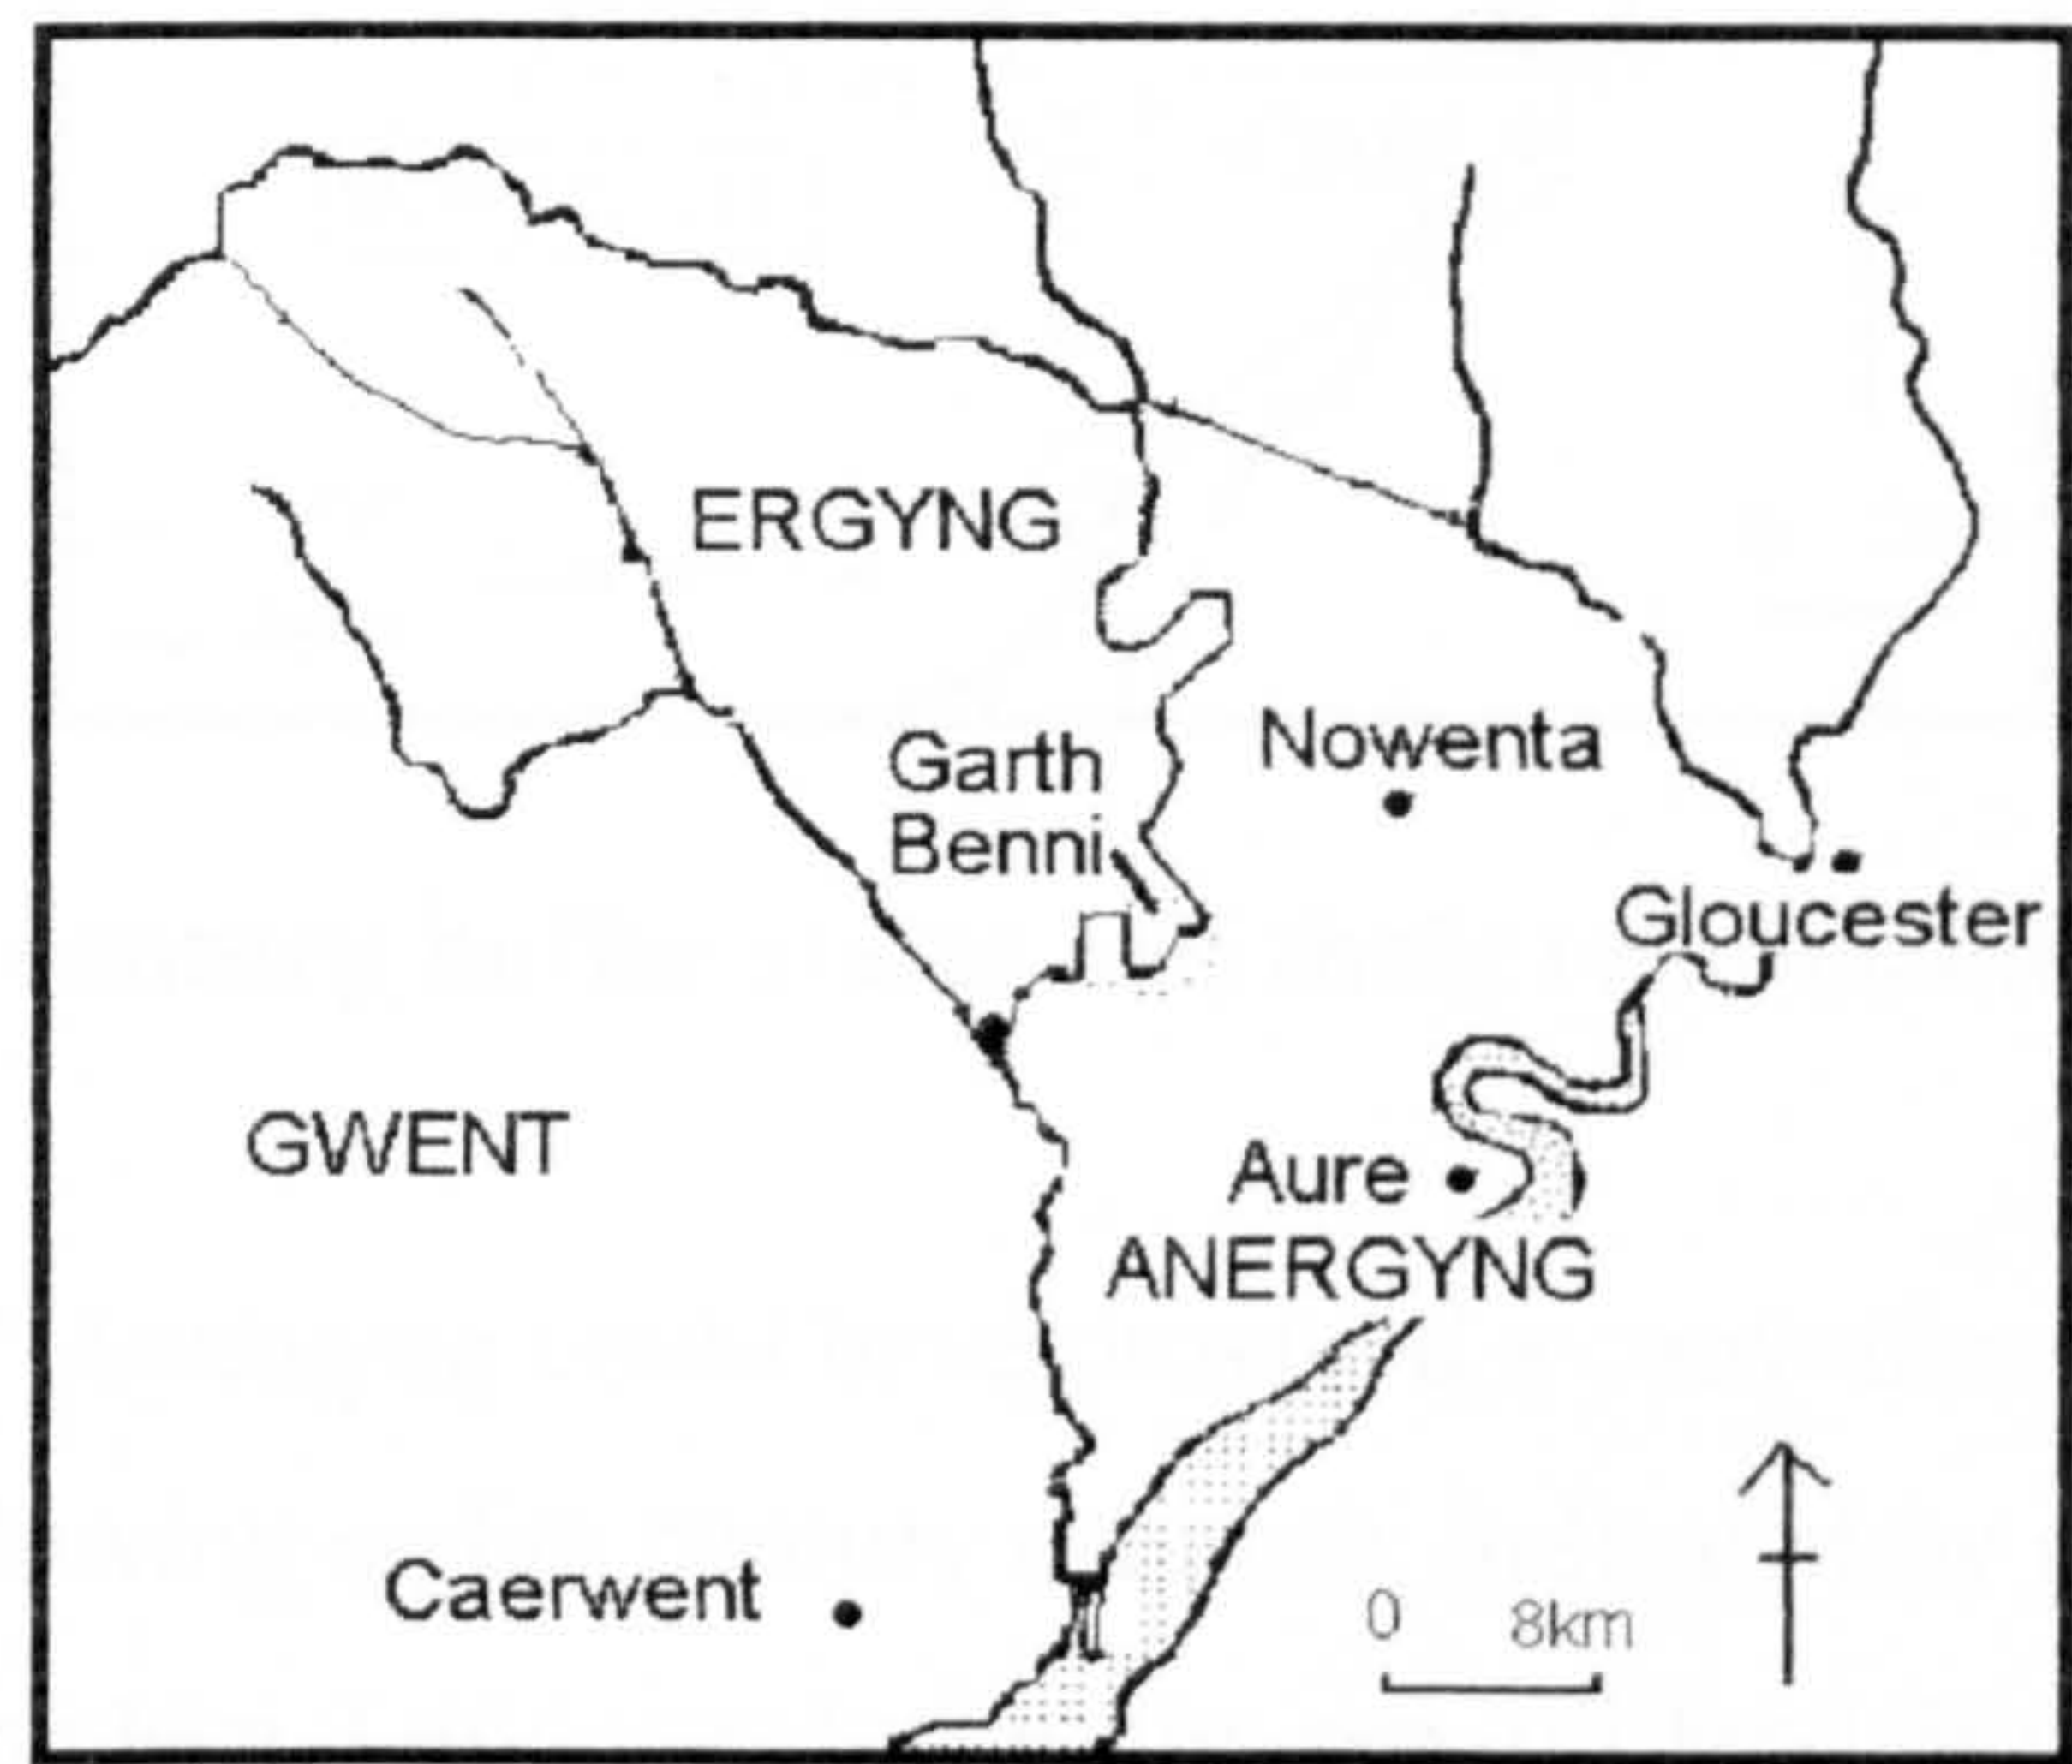 ERGYNG
Nowenta
Garth
Benni
Gloucester
GWENT
Aure
ANERGYNG
Caerwent
0 8km